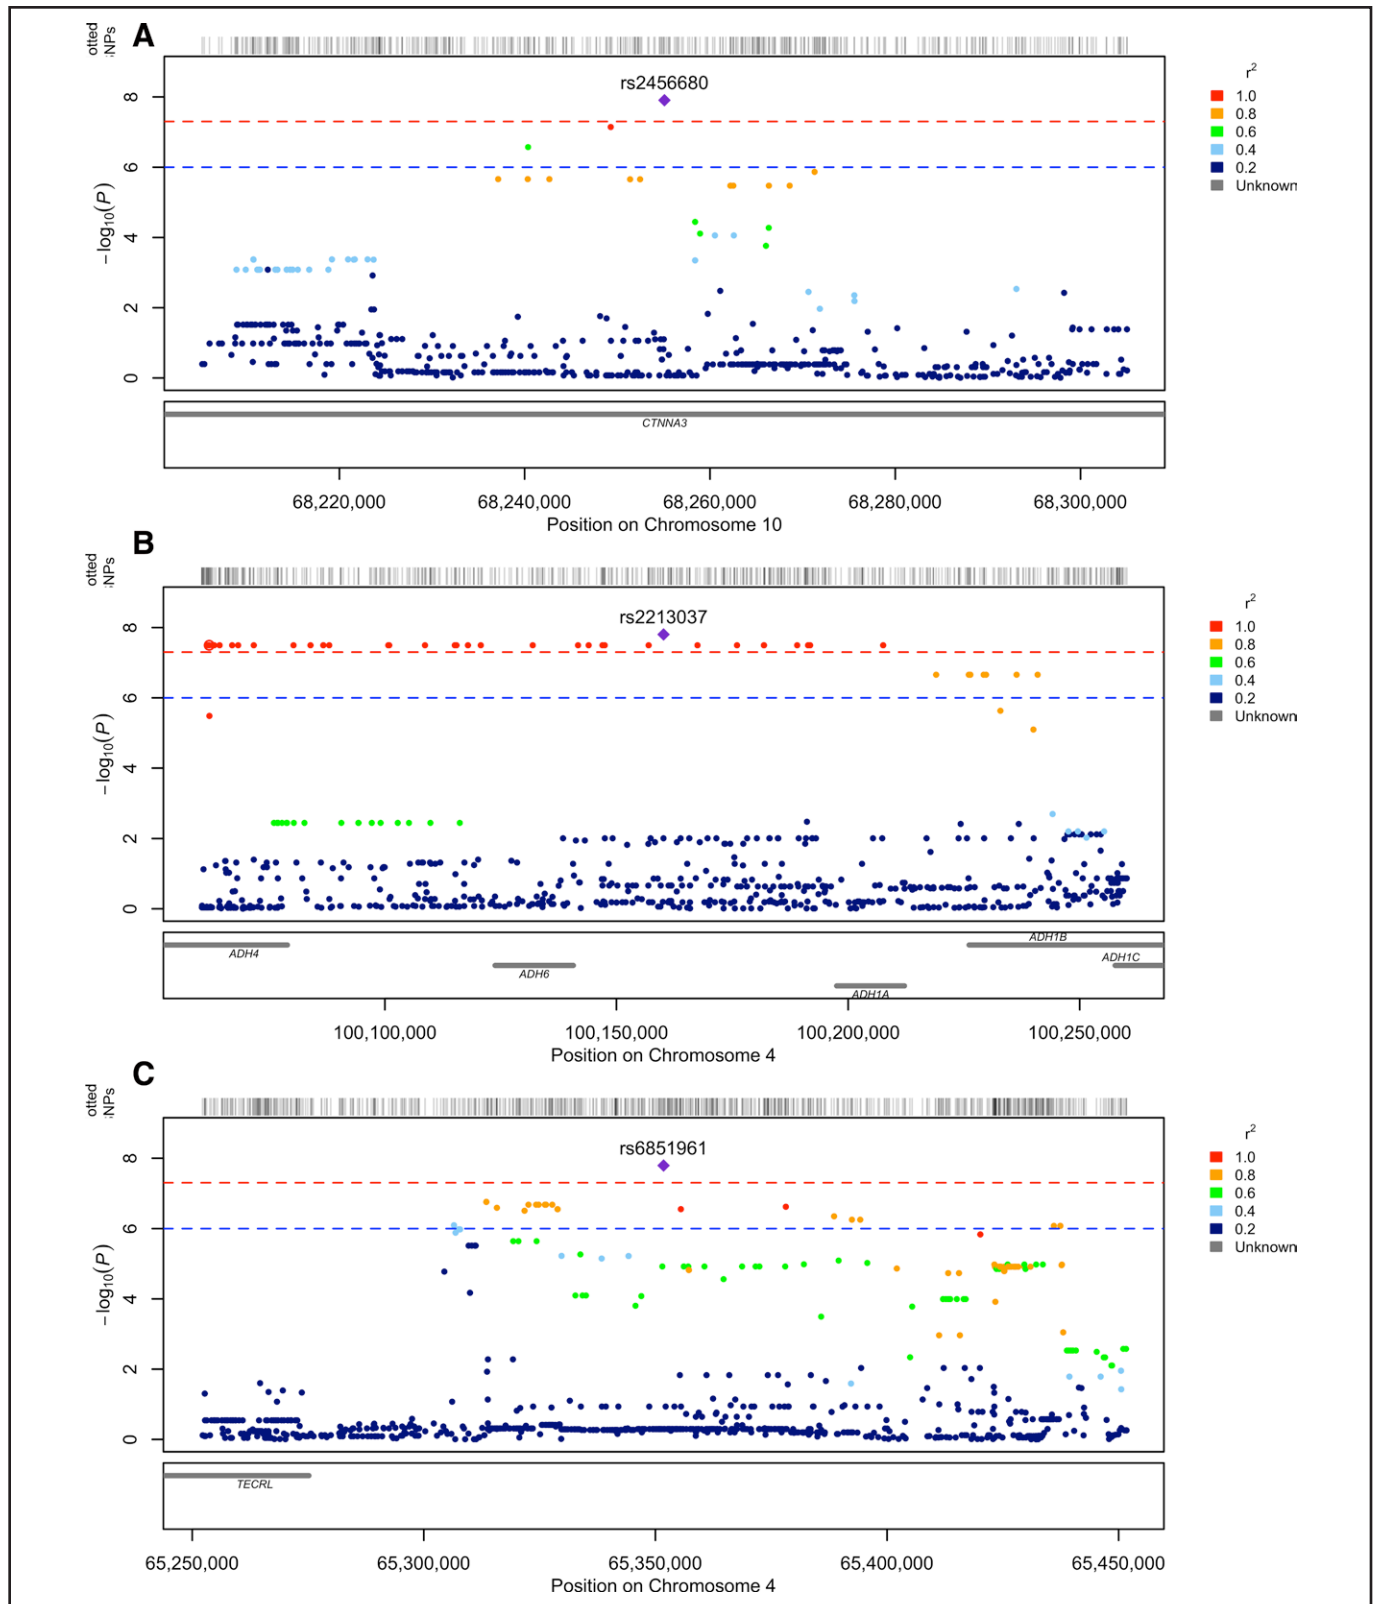 otted
:NPs
A
rs2456680
8
6
4
2
0
−log10(P)
r2
1.0
0.8
0.6
0.4
0.2
Unknown
CTNNA3
68,220,000 68,240,000 68,260,000 68,280,000 68,300,000
Position on Chromosome 10
otted
:NPs
B
rs2213037
8
6
4
2
0
−log10(P)
r2
1.0
0.8
0.6
0.4
0.2
Unknown
ADH1B
ADH4
ADH1C
ADH6
ADH1A
100,100,000 100,150,000 100,200,000 100,250,000
Position on Chromosome 4
otted
:NPs
C
rs6851961
8
6
4
2
0
−log10(P)
r2
1.0
0.8
0.6
0.4
0.2
Unknown
TECRL
65,250,000 65,300,000 65,350,000 65,400,000 65,450,000
Position on Chromosome 4